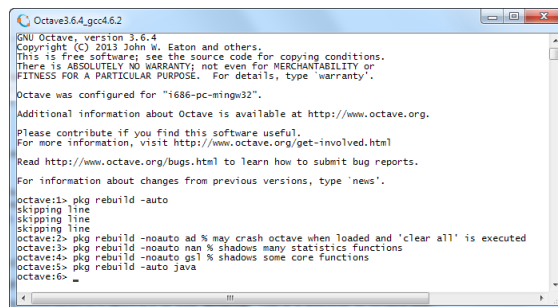 Octave3.6.4_gcc4.6.2
GNU Octave, version 3.6.4
Copyright (C) 2013 John W. Eaton and others.
This is free software; see the source code for copying conditions.
There is ABSOLUTELY NO WARRANTY; not even for MERCHANTABILITY or
FITNESS FOR A PARTICULAR PURPOSE.  For details, type `warranty'.
Octave was configured for "i686-pc-mingw32".
Additional information about Octave is available at http://www.octave.org.
Please contribute if you find this software useful.
For more information, visit http://www.octave.org/get-involved.html
Read http://www.octave.org/bugs.html to learn how to submit bug reports.
For information about changes from previous versions, type `news'.
octave:1> pkg rebuild -auto
skipping line
skipping line
skipping line
octave:2> pkg rebuild -noauto ad % may crash octave when loaded and 'clear all' is executed
octave:3> pkg rebuild -noauto nan % shadows many statistics functions
octave:4> pkg rebuild -noauto gsl % shadows some core functions
octave:5> pkg rebuild -auto java
octave:6> _